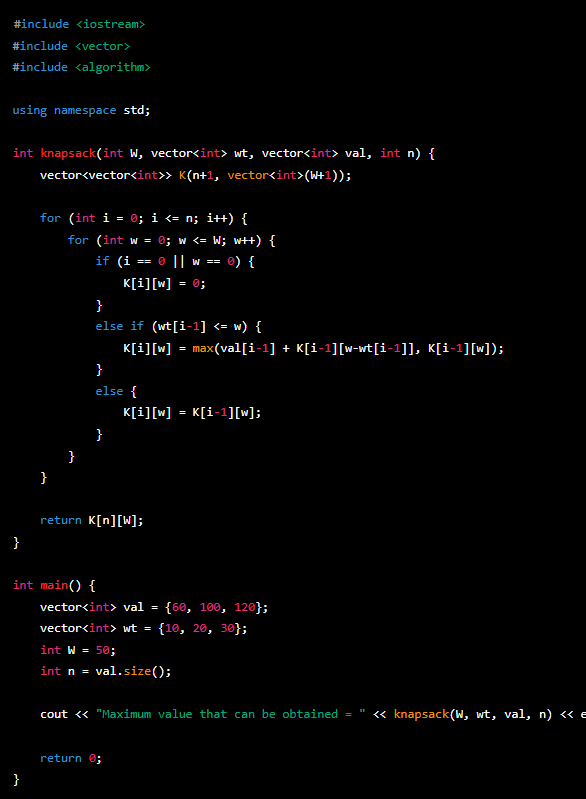 #include <iostream>
#include <vector>
#include <algorithm>
using namespace std;
int knapsack(int W, vector<int> wt, vector<int> val, int n) {
vector<vector<int>> K(n+1, vector<int>(W+1));
for (int i = 0; i <= n; i++) {
for (int w = 0; w <= W; w++) {
if (i == 0 || w == 0) {
K[i][w] = 0;
}
else if (wt[i-1] <= w) {
K[i][w] = max(val[i-1] + K[i-1][w-wt[i-1]], K[i-1][w]);
}
else {
K[i][w] = K[i-1][w];
}
}
}
return K[n][W];
}
int main() {
vector<int> val = {60, 100, 120};
vector<int> wt = {10, 20, 30};
int W = 50;
int n = val.size();
cout << "Maximum value that can be obtained = " << knapsack(W, wt, val, n) <<
return 0;
}